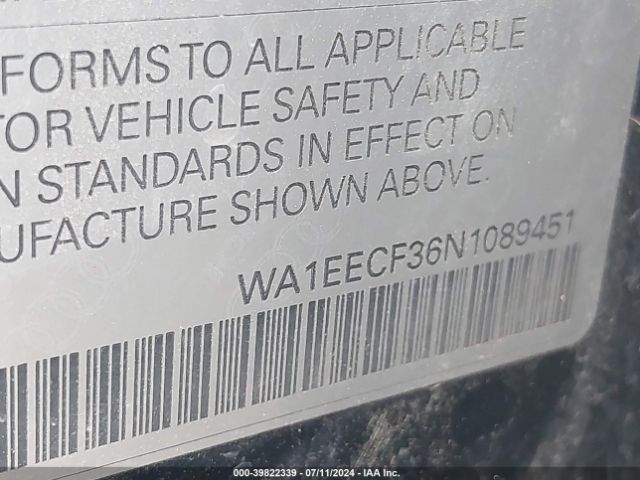 FORMS TO ALL APPLICABLE
TOR VEHICLE SAFETY AND
N STANDARDS IN EFFECT ON
UFACTURE SHOWN ABOVE.
WA1EECF36N1089451
000-39822339 - 07/11/2024 - IAA Inc.